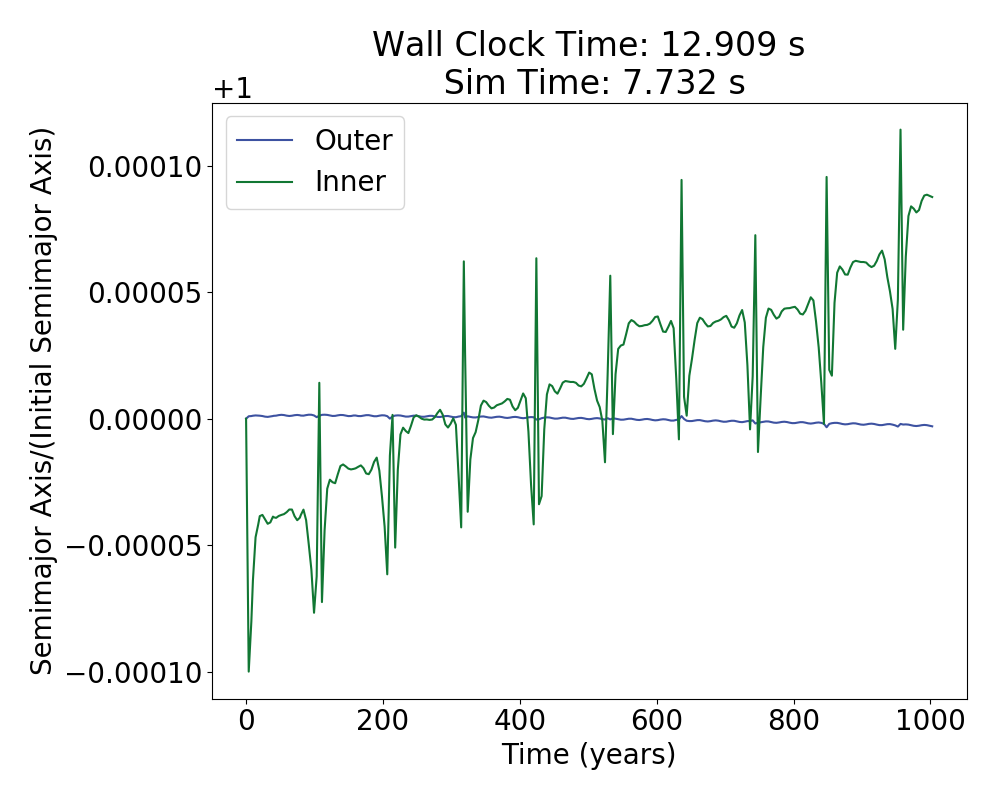 Wall Clock Time: 12.909 s
Sim Time: 7.732 s
+1
Outer
Inner
0.00010
0.00005
0.00000
−0.00005
−0.00010
Semimajor Axis/(Initial Semimajor Axis)
0 200 400 600 800 1000
Time (years)